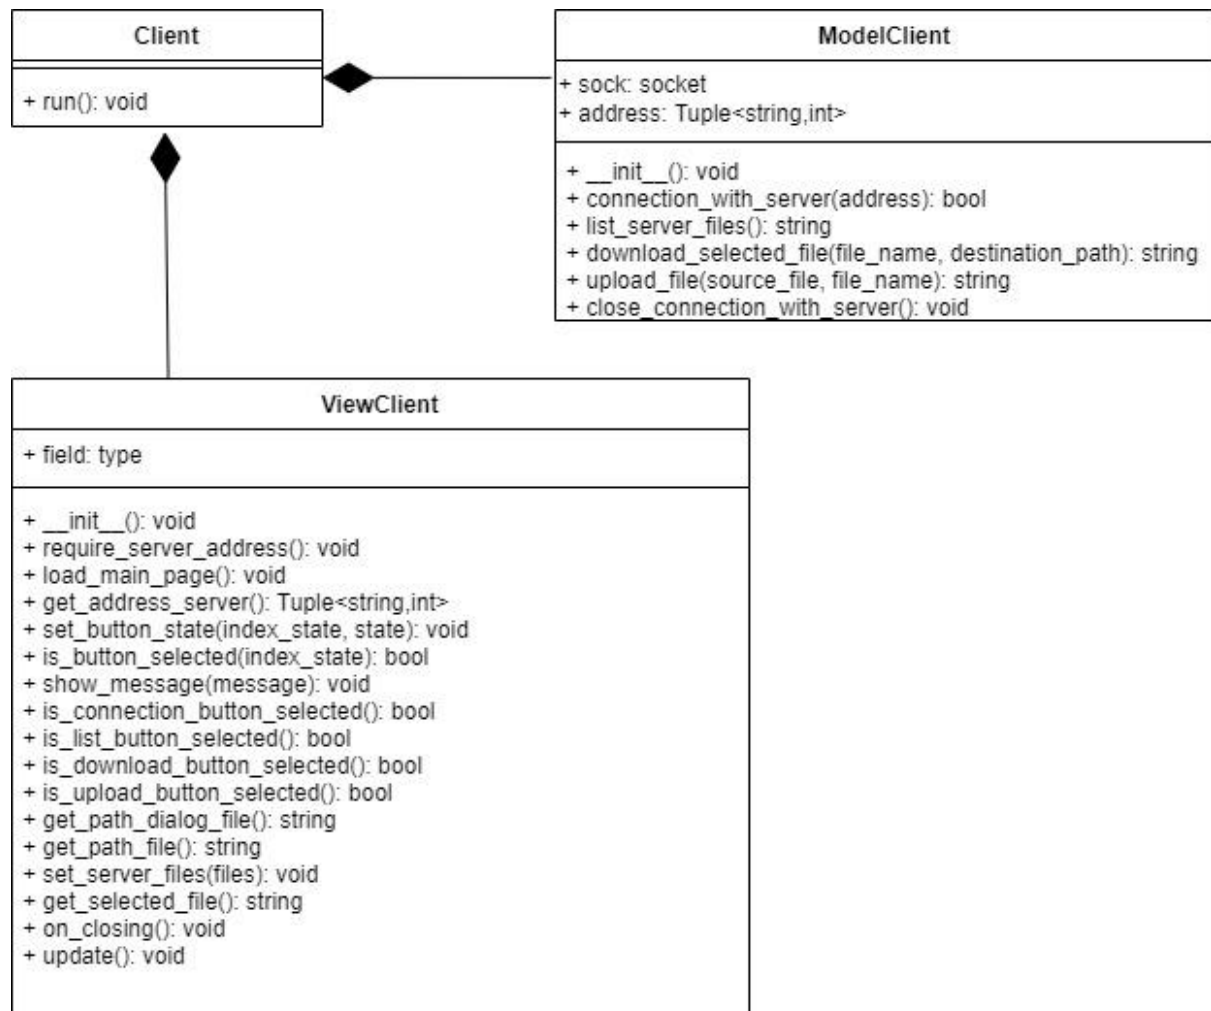 Client
+ run(): void
ModelClient
+ sock: socket
+ address: Tuple<string,int>
+ __init__(): void
+ connection_with_server(address): bool
+ list_server_files(): string
+ download_selected_file(file_name, destination_path): string
+ upload_file(source_file, file_name): string
+ close_connection_with_server(): void
ViewClient
+ field: type
+ __init__(): void
+ require_server_address(): void
+ load_main_page(): void
+ get_address_server(): Tuple<string,int>
+ set_button_state(index_state, state): void
+ is_button_selected(index_state): bool
+ show_message(message): void
+ is_connection_button_selected(): bool
+ is_list_button_selected(): bool
+ is_download_button_selected(): bool
+ is_upload_button_selected(): bool
+ get_path_dialog_file(): string
+ get_path_file(): string
+ set_server_files(files): void
+ get_selected_file(): string
+ on_closing(): void
+ update(): void